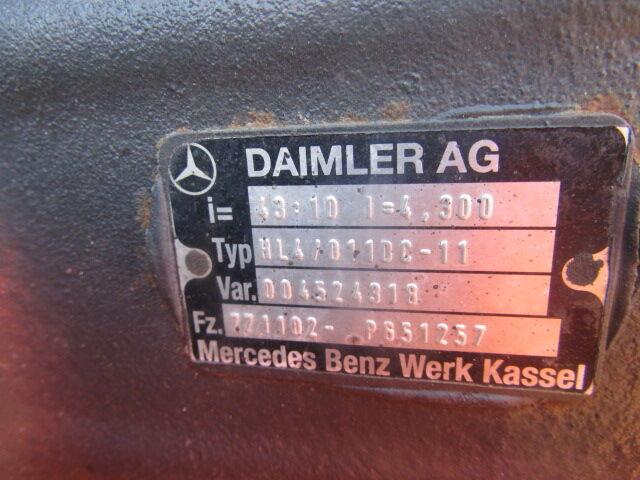 DAIMLER AG
i= 43:10 I=4,300
Typ HL4/011DC-11
Var. 004524318
Fz. 771102- P651257
Mercedes Benz Werk Kassel